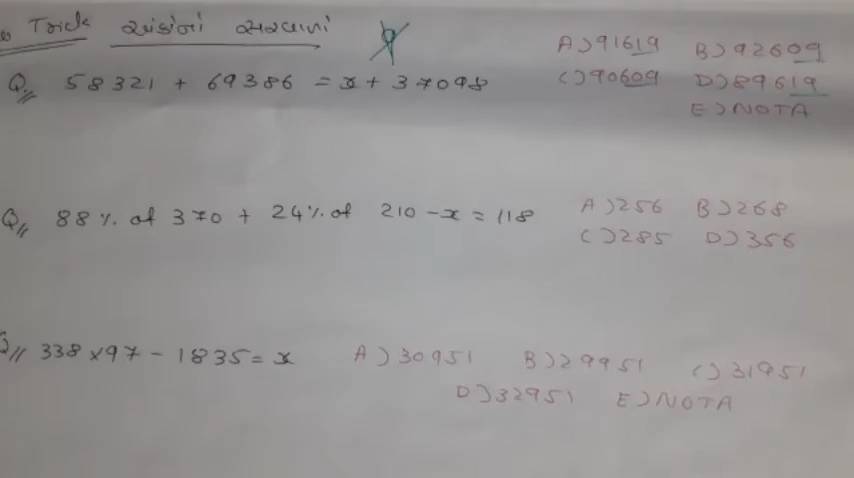 Trick સાદુંરૂપ
A) 91619 B) 92609
Q 58321 + 69386 = x + 37098
C) 90609 D) 89619
E) NOTA
Q 88% of 370 + 24% of 210 - x = 118
A) 256 B) 268
C) 285 D) 356
Q 338 x 97 - 1835 = x
A) 30951 B) 29951 C) 31951
D) 32951 E) NOTA